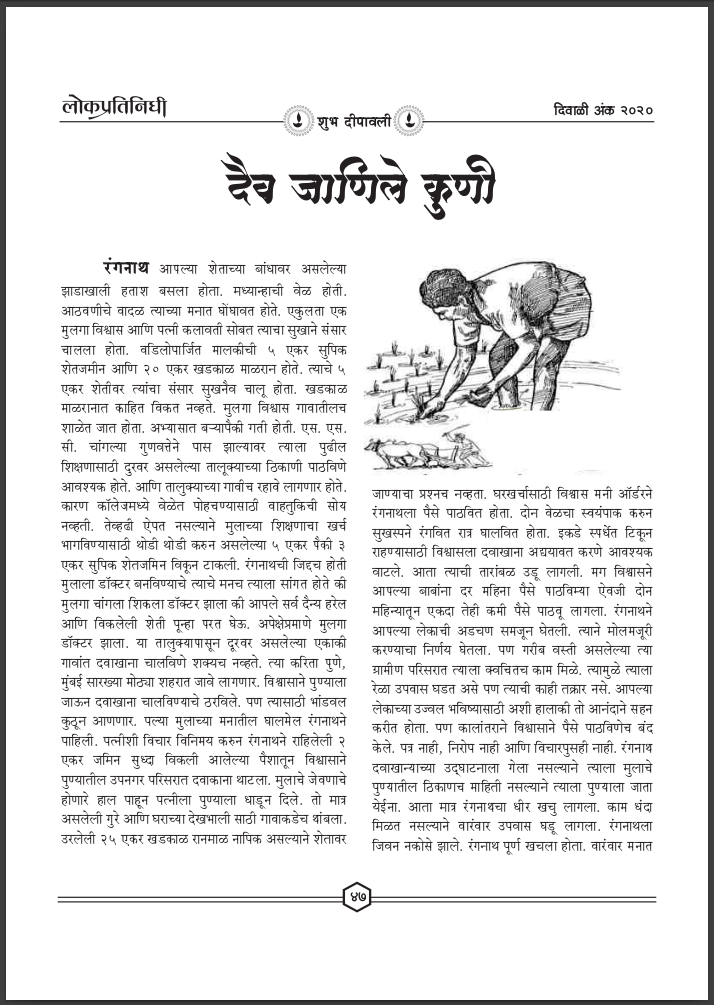 लोकप्रतिनिधी
शुभ दीपावली
दिवाळी अंक २०२०
दैव जाणिले कुणी
रंगनाथ आपल्या शेताच्या बांधावर असलेल्या
झाडाखाली हताश बसला होता. मध्यान्हाची वेळ होती.
आठवणीचे वादळ त्याच्या मनात घोंघावत होते. एकुलता एक
मुलगा विश्वास आणि पत्नी कलावती सोबत त्याचा सुखाने संसार
चालला होता. वडिलोपार्जित मालकीची ५ एकर सुपिक
शेतजमीन आणि २० एकर खडकाळ माळरान होते. त्याचे ५
एकर शेतीवर त्यांचा संसार सुखनैव चालू होता. खडकाळ
माळरानात काहित विकत नव्हते. मुलगा विश्वास गावातीलच
शाळेत जात होता. अभ्यासात बऱ्यापैकी गती होती. एस. एस.
सी. चांगल्या गुणवत्तेने पास झाल्यावर त्याला पुढील
शिक्षणासाठी दुरवर असलेल्या तालूक्याच्या ठिकाणी पाठविणे
आवश्यक होते. आणि तालुक्याच्या गावीच रहावे लागणार होते.
कारण कॉलेजमध्ये वेळेत पोहचण्यासाठी वाहतुकिची सोय
नव्हती. तेव्हढी ऐपत नसल्याने मुलाच्या शिक्षणाचा खर्च
भागविण्यासाठी थोडी थोडी करुन असलेल्या ५ एकर पैकी ३
एकर सुपिक शेतजमिन विकून टाकली. रंगनाथची जिद्दच होती
मुलाला डॉक्टर बनविण्याचे त्याचे मनच त्याला सांगत होते की
मुलगा चांगला शिकला डॉक्टर झाला की आपले सर्व दैन्य हरेल
आणि विकलेली शेती पून्हा परत घेऊ. अपेक्षेप्रमाणे मुलगा
डॉक्टर झाला. या तालुक्यापासून दूरवर असलेल्या एकाकी
गावांत दवाखाना चालविणे शक्यच नव्हते. त्या करिता पुणे,
मुंबई सारख्या मोठ्या शहरात जावे लागणार. विश्वासाने पुण्याला
जाऊन दवाखाना चालविण्याचे ठरविले. पण त्यासाठी भांडवल
कुठून आणणार. पल्या मुलाच्या मनातील घालमेल रंगनाथने
पाहिली. पत्नीशी विचार विनिमय करुन रंगनाथने राहिलेली २
एकर जमिन सुध्दा विकली आलेल्या पैशातून विश्वासाने
पुण्यातील उपनगर परिसरात दवाकाना थाटला. मुलाचे जेवणाचे
होणारे हाल पाहून पत्नीला पुण्याला धाडून दिले. तो मात्र
असलेली गुरे आणि घराच्या देखभाली साठी गावाकडेच थांबला.
उरलेली २५ एकर खडकाळ रानमाळ नापिक असल्याने शेतावर
जाण्याचा प्रश्नच नव्हता. घरखर्चासाठी विश्वास मनी ऑर्डरने
रंगनाथला पैसे पाठवित होता. दोन वेळचा स्वयंपाक करुन
सुखस्पने रंगवित रात्र घालवित होता. इकडे स्पर्धेत टिकून
राहण्यासाठी विश्वासला दवाखाना अद्ययावत करणे आवश्यक
वाटले. आता त्याची तारांबळ उडू लागली. मग विश्वासने
आपल्या बाबांना दर महिना पैसे पाठविम्या ऐवजी दोन
महिन्यातून एकदा तेही कमी पैसे पाठवू लागला. रंगनाथने
आपल्या लेकाची अडचण समजून घेतली. त्याने मोलमजूरी
करण्याचा निर्णय घेतला. पण गरीब वस्ती असलेल्या त्या
ग्रामीण परिसरात त्याला क्वचितच काम मिळे. त्यामुळे त्याला
रेळा उपवास घडत असे पण त्याची काही तक्रार नसे. आपल्या
लेकाच्या उज्वल भविष्यासाठी अशी हालाकी तो आनंदाने सहन
करीत होता. पण कालांतराने विश्वासाने पैसे पाठविणेच बंद
केले. पत्र नाही, निरोप नाही आणि विचारपुसही नाही. रंगनाथ
दवाखान्याच्या उद्घाटनाला गेला नसल्याने त्याला मुलाचे
पुण्यातील ठिकाणच माहिती नसल्याने त्याला पुण्याला जाता
येईना. आता मात्र रंगनाथचा धीर खचु लागला. काम धंदा
मिळत नसल्याने वारंवार उपवास घडू लागला. रंगनाथला
जिवन नकोसे झाले. रंगनाथ पूर्ण खचला होता. वारंवार मनात
४७